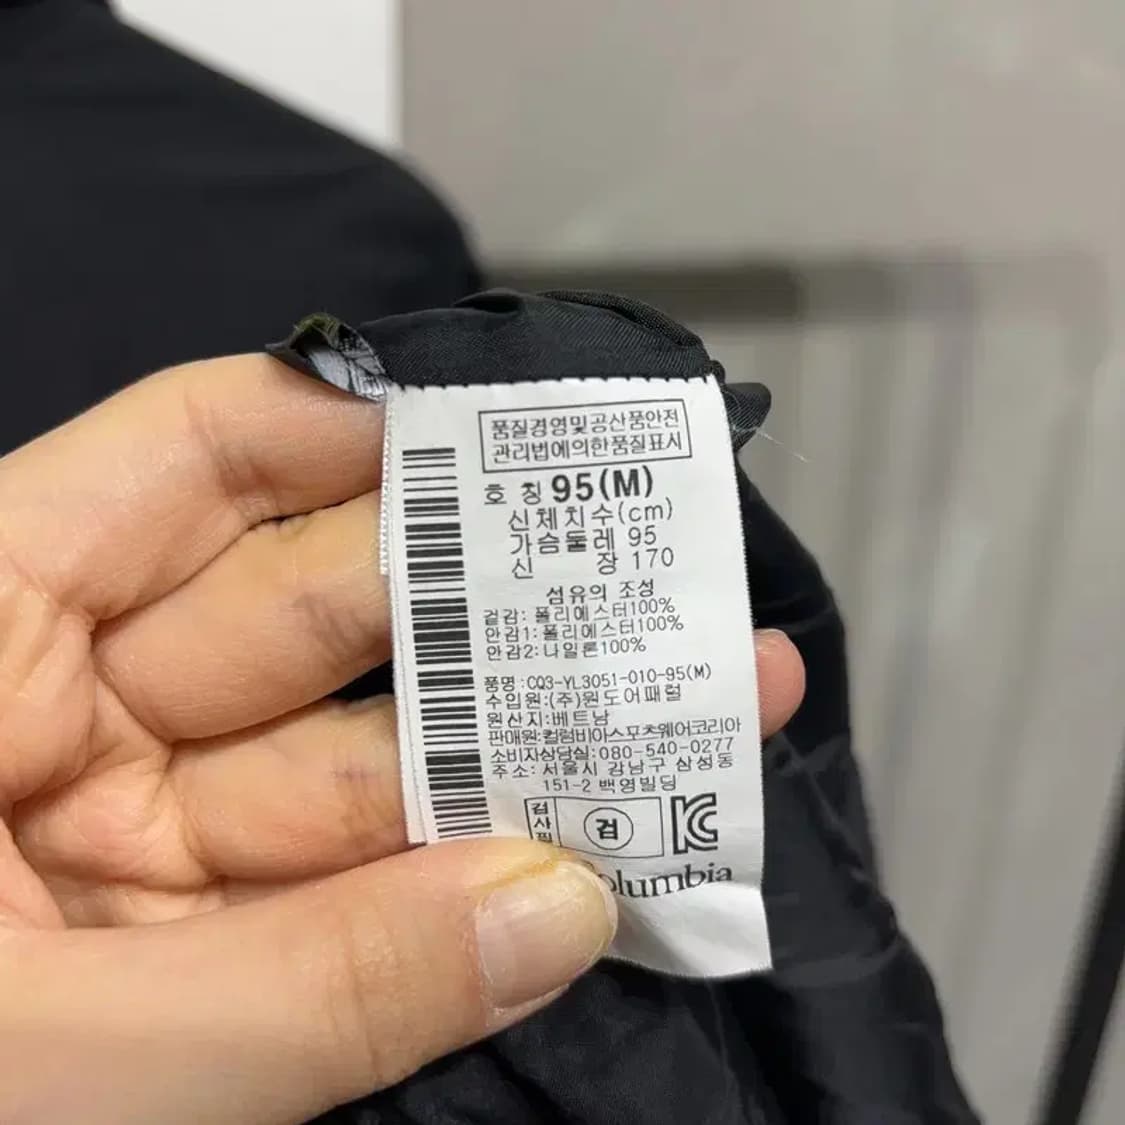 품질경영및공산품안전
관리법에의한품질표시
호 칭 95(M)
신체치수(cm)
가슴둘레 95
신 장 170
섬유의 조성
겉감: 폴리에스터100%
안감1: 폴리에스터100%
안감2: 나일론100%
품명:CQ3-YL3051-010-95(M)
수입원:(주)원도어패럴
원산지:베트남
판매원:컬럼비아스포츠웨어코리아
소비자상담실:080-540-0277
주소: 서울시 강남구 삼성동
151-2 백영빌딩
검사필
검
Columbia